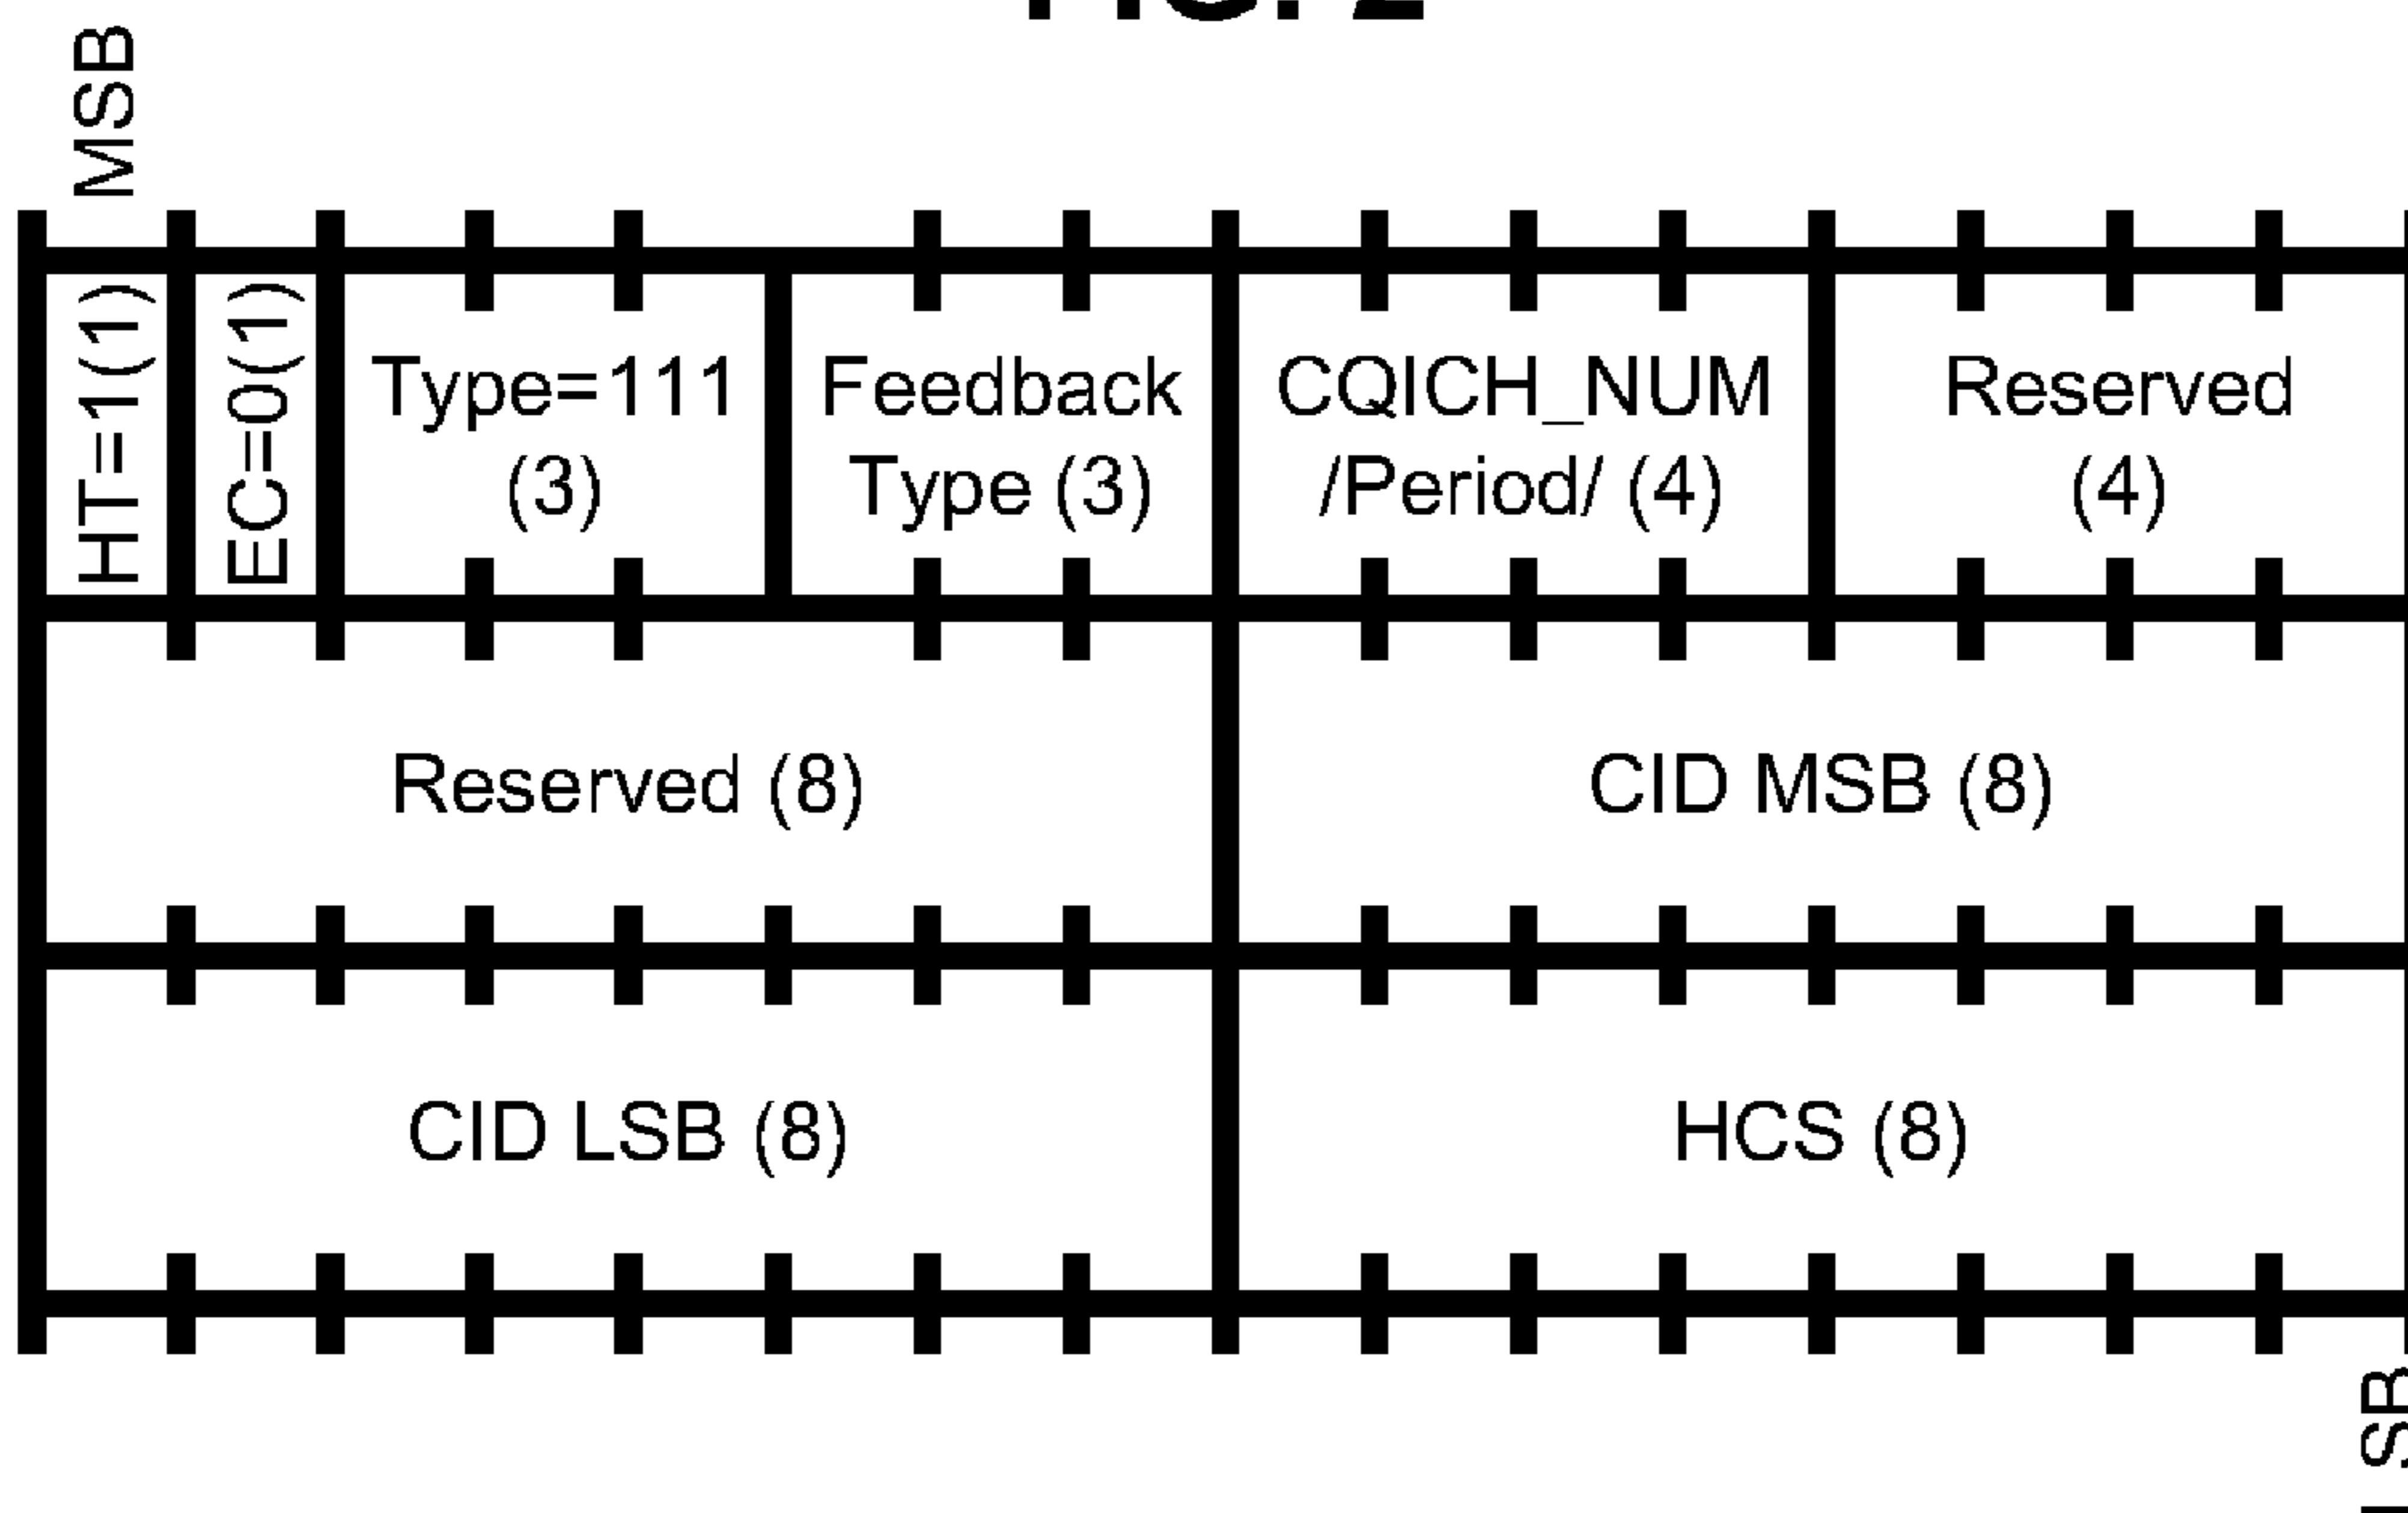 MSB
HT=1(1)
EC=0(1)
Type=111
(3)
Feedback
Type (3)
CQICH_NUM
/Period/ (4)
Reserved
(4)
Reserved (8)
CID MSB (8)
CID LSB (8)
HCS (8)